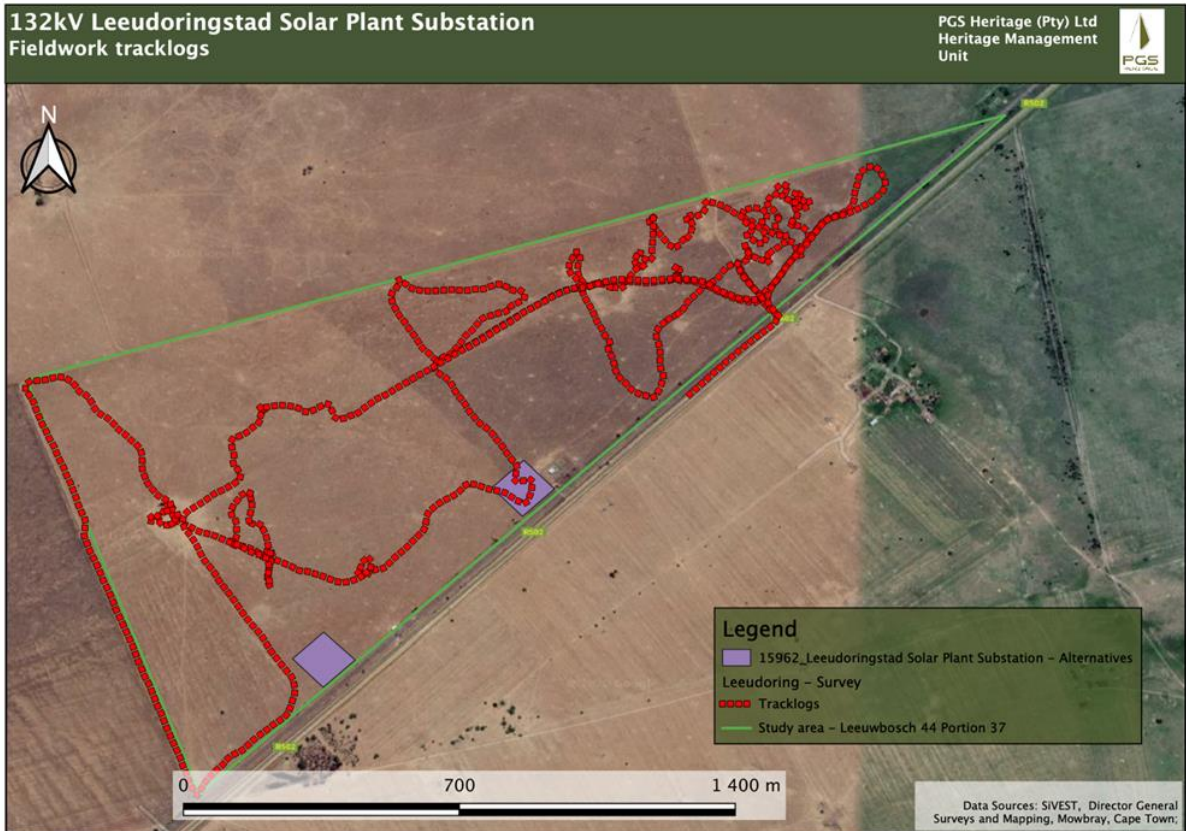 132kV Leeudoringstad Solar Plant Substation
Fieldwork tracklogs
PGS Heritage (Pty) Ltd
Heritage Management
Unit
PGS
N
R502
R502
R502
Legend
15962_Leeudoringstad Solar Plant Substation - Alternatives
Leeudoring - Survey
Tracklogs
Study area - Leeuwbosch 44 Portion 37
0
700
1 400 m
Data Sources: SiVEST, Director General
Surveys and Mapping, Mowbray, Cape Town;